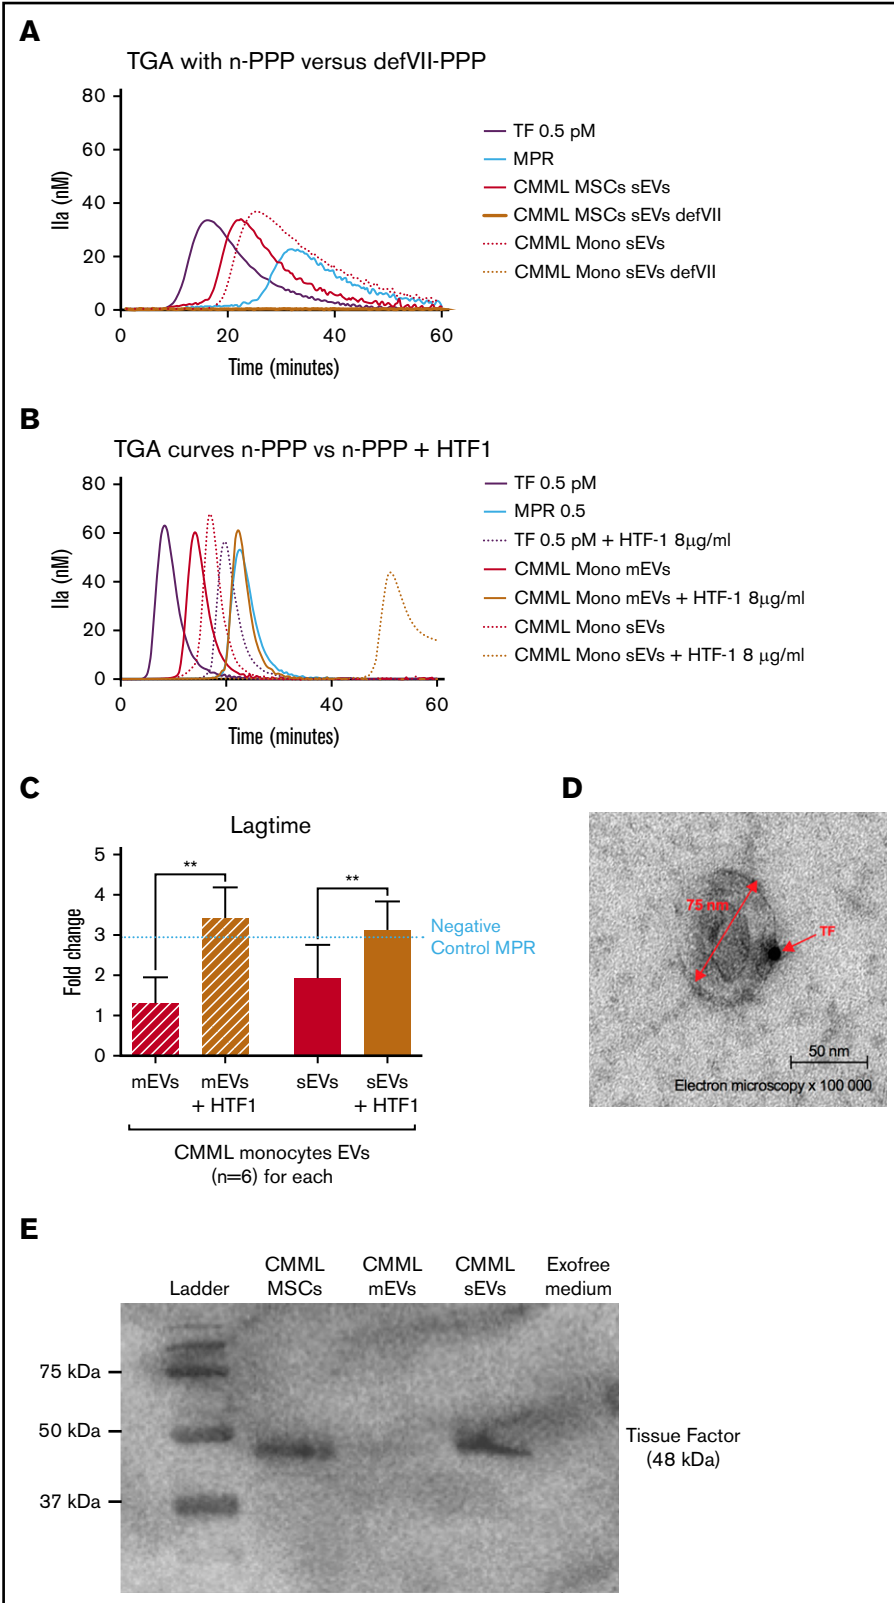 A
TGA with n-PPP versus defVII-PPP
80
60
40
20
0
IIa (nM)
0
20
40
60
Time (minutes)
TF 0.5 pM
MPR
CMML MSCs sEVs
CMML MSCs sEVs defVII
CMML Mono sEVs
CMML Mono sEVs defVII
B
TGA curves n-PPP vs n-PPP + HTF1
80
60
40
20
0
IIa (nM)
0
20
40
60
Time (minutes)
TF 0.5 pM
MPR 0.5
TF 0.5 pM + HTF-1 8µg/ml
CMML Mono mEVs
CMML Mono mEVs + HTF-1 8µg/ml
CMML Mono sEVs
CMML Mono sEVs + HTF-1 8 µg/ml
C
Lagtime
5
4
3
2
1
0
Fold change
**
**
Negative
Control MPR
mEVs
mEVs
+ HTF1
sEVs
sEVs
+ HTF1
CMML monocytes EVs
(n=6) for each
D
75 nm
TF
50 nm
Electron microscopy x 100 000
E
Ladder
CMML
MSCs
CMML
mEVs
CMML
sEVs
Exofree
medium
75 kDa
50 kDa
37 kDa
Tissue Factor
(48 kDa)